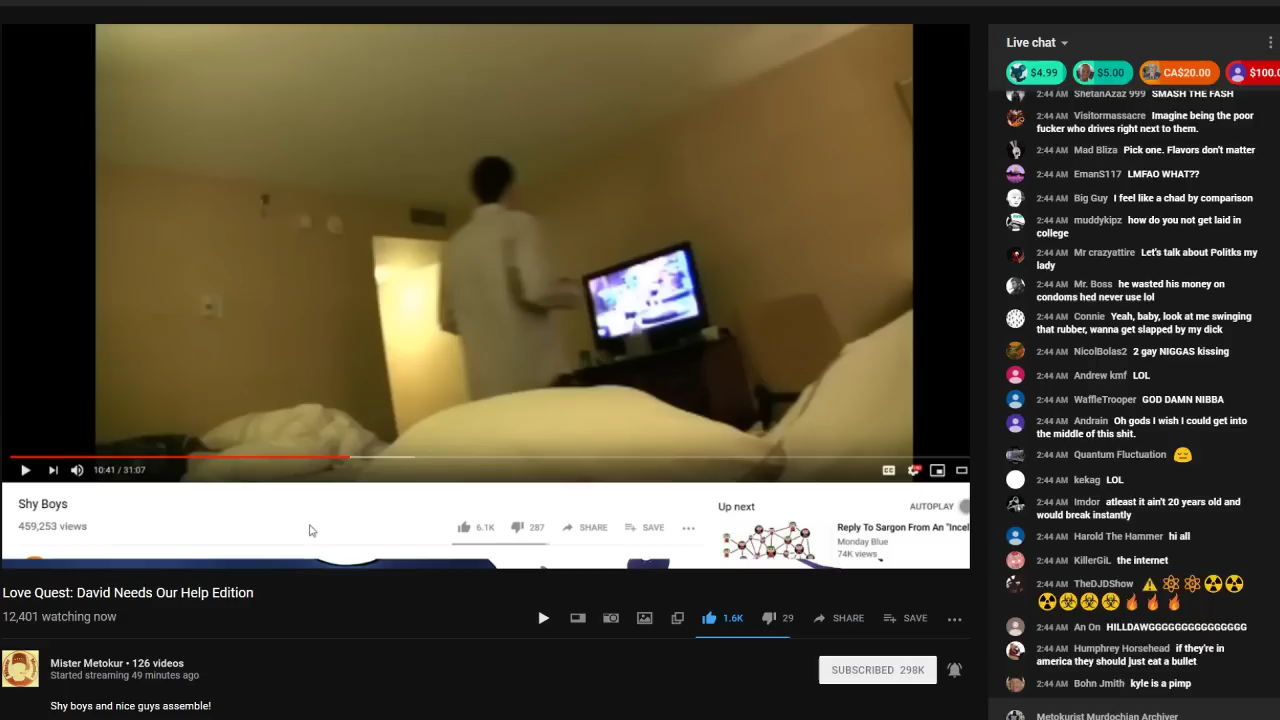 Live chat
$4.99
$5.00
CA$20.00
$100.0
2:44 AM ShetanAzaz 999 SMASH THE FASH
2:44 AM Visitormassacre Imagine being the poor
fucker who drives right next to them.
2:44 AM Mad Bliza Pick one. Flavors don't matter
2:44 AM EmanS117 LMFAO WHAT??
2:44 AM Big Guy I feel like a chad by comparison
2:44 AM muddykipz how do you not get laid in
college
2:44 AM Mr crazyattire Let's talk about Politks my
lady
2:44 AM Mr. Boss he wasted his money on
condoms hed never use lol
2:44 AM Connie Yeah, baby, look at me swinging
that rubber, wanna get slapped by my dick
2:44 AM NicolBolas2 2 gay NIGGAS kissing
2:44 AM Andrew kmf LOL
2:44 AM WaffleTrooper GOD DAMN NIBBA
2:44 AM Andrain Oh gods I wish I could get into
the middle of this shit.
2:44 AM Quantum Fluctuation
2:44 AM kekag LOL
2:44 AM Imdor atleast it ain't 20 years old and
would break instantly
2:44 AM Harold The Hammer hi all
2:44 AM KillerGiL the internet
2:44 AM TheDJDShow
2:44 AM An On HILLDAWGGGGGGGGGGGGGGG
2:44 AM Humphrey Horsehead if they're in
america they should just eat a bullet
2:44 AM Bohn Jmith kyle is a pimp
Metokurist Murdochian Archiver
10:41 / 31:07
CC
Shy Boys
459,253 views
6.1K
287
SHARE
SAVE
Up next
AUTOPLAY
Reply To Sargon From An "Incel
Monday Blue
74K views
Love Quest: David Needs Our Help Edition
12,401 watching now
1.6K
29
SHARE
SAVE
Mister Metokur • 126 videos
Started streaming 49 minutes ago
SUBSCRIBED 298K
Shy boys and nice guys assemble!